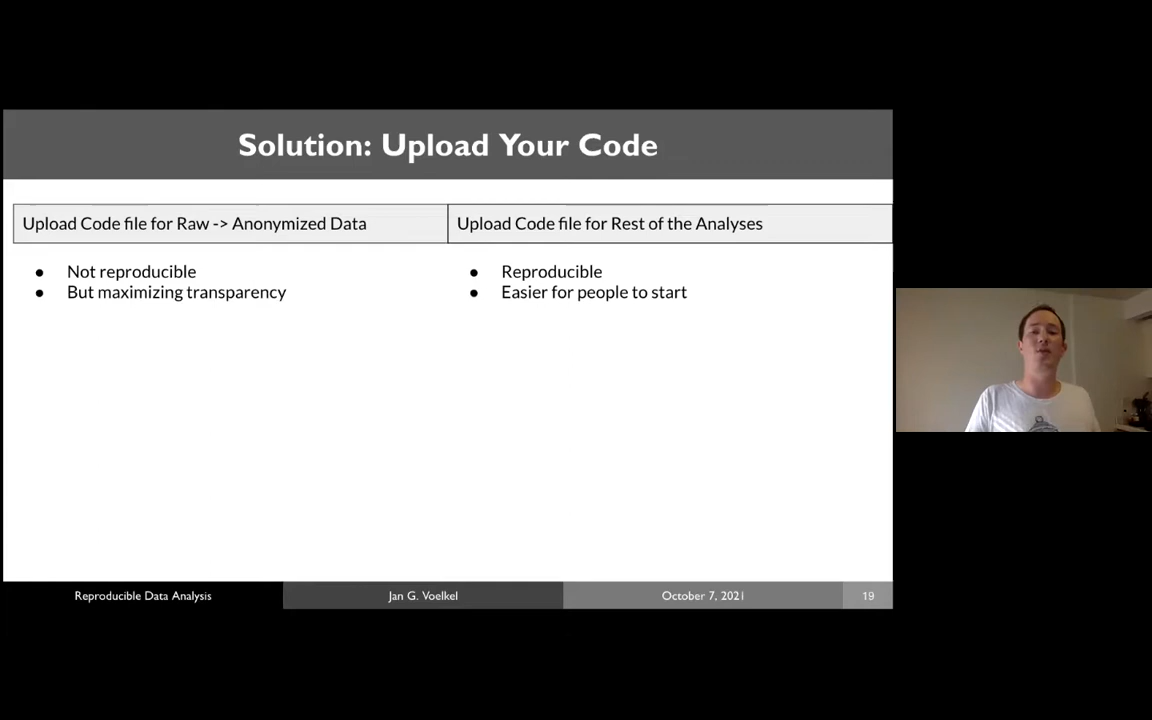 Solution: Upload Your Code
Upload Code file for Raw -> Anonymized Data
Upload Code file for Rest of the Analyses
● Not reproducible
● But maximizing transparency
● Reproducible
● Easier for people to start
Reproducible Data Analysis
Jan G. Voelkel
October 7, 2021
19